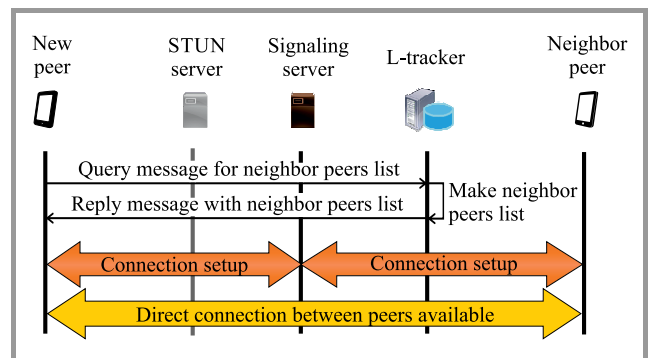 New
peer
STUN
server
Signaling
server
L-tracker
Neighbor
peer
Query message for neighbor peers list
Make neighbor
peers list
Reply message with neighbor peers list
Connection setup
Connection setup
Direct connection between peers available